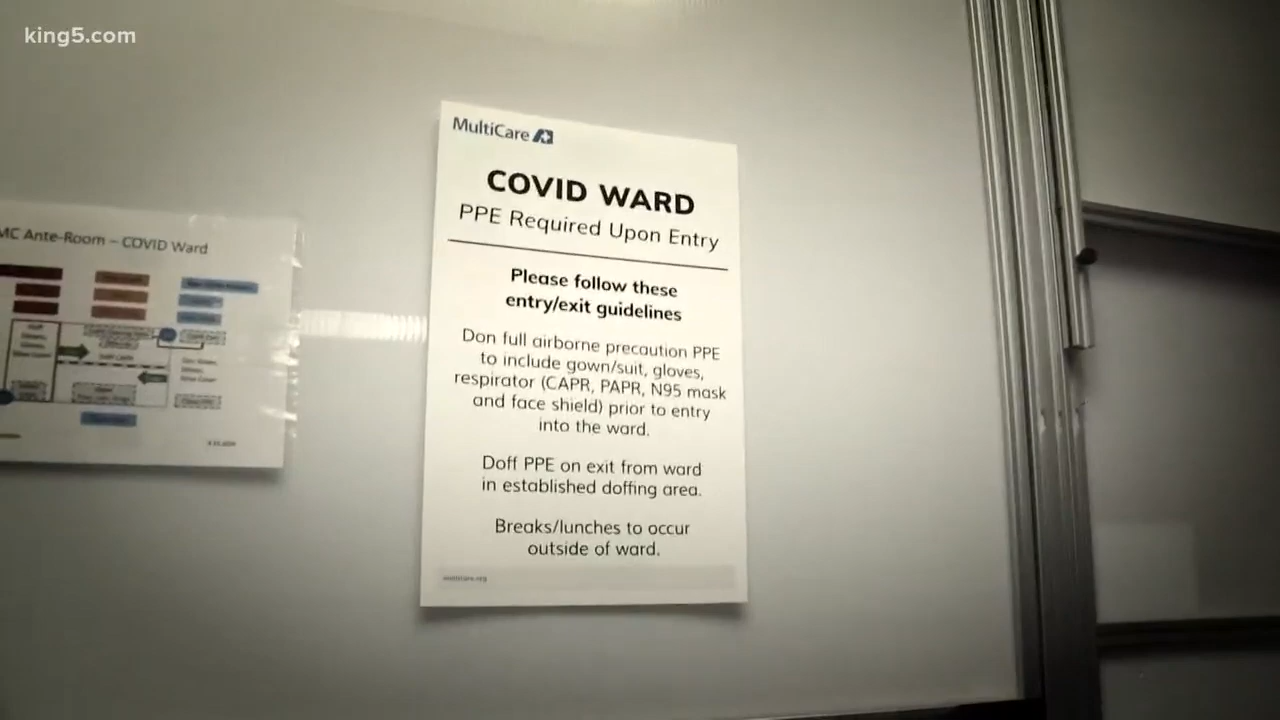 king5.com
MultiCare
COVID WARD
PPE Required Upon Entry
Please follow these
entry/exit guidelines
Don full airborne precaution PPE
to include gown/suit, gloves,
respirator (CAPR, PAPR, N95 mask
and face shield) prior to entry
into the ward.
Doff PPE on exit from ward
in established doffing area.
Breaks/lunches to occur
outside of ward.
multicare.org
MC Ante-Room – COVID Ward